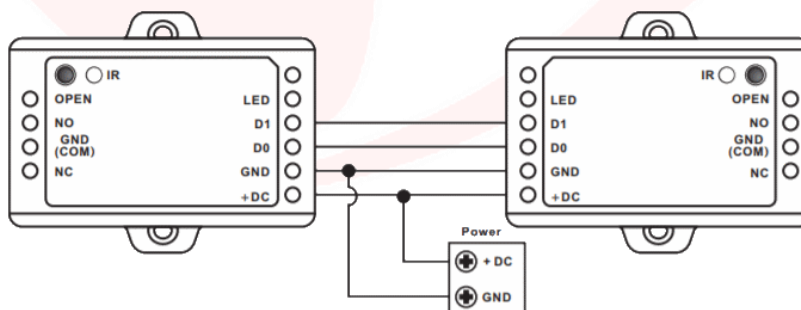 IR
OPEN
NO
GND
(COM)
NC
LED
D1
D0
GND
+DC
IR
LED
D1
D0
GND
+DC
OPEN
NO
GND
(COM)
NC
Power
+ DC
GND